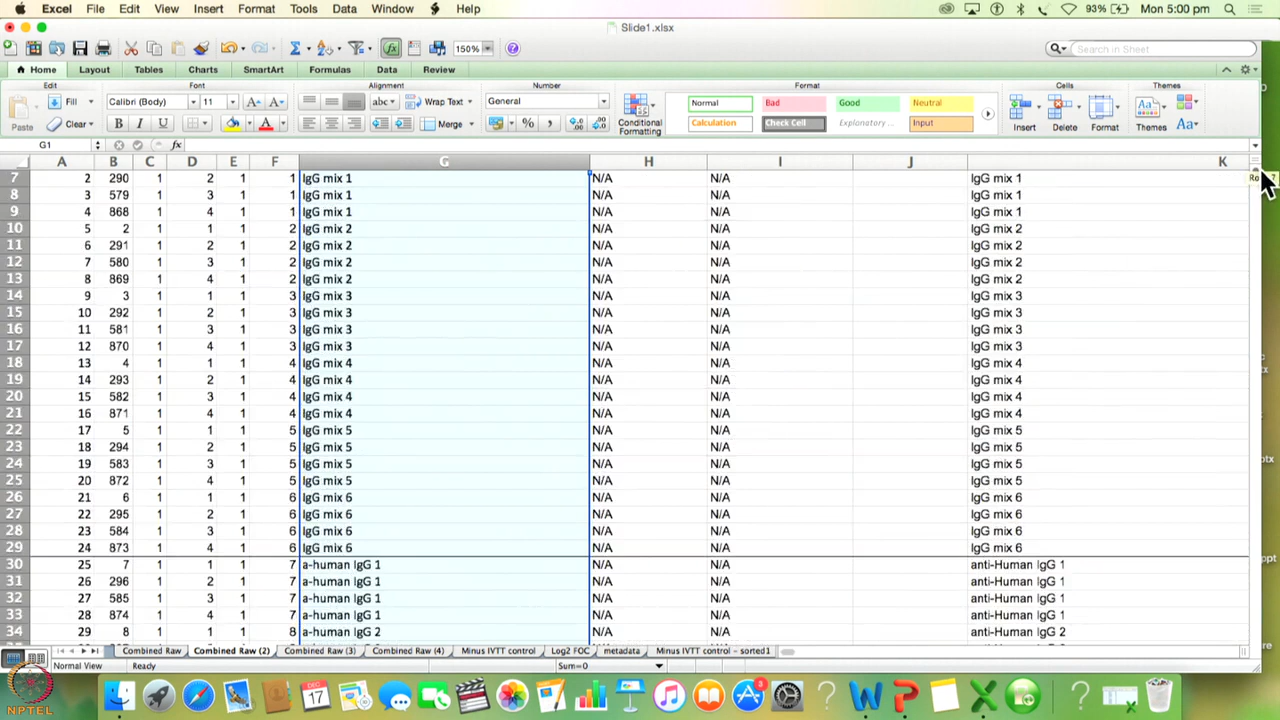 Excel File Edit View Insert Format Tools Data Window Help 93% Mon 5:00 pm
Slide1.xlsx
150% Search in Sheet
Home Layout Tables Charts SmartArt Formulas Data Review
Edit Font Alignment Number Format Cells Themes
Fill Calibri (Body) 11 abc Wrap Text General Normal Bad Good Neutral
Paste Clear B I U Merge % Conditional Formatting Calculation Check Cell Explanatory ... Input Insert Delete Format Themes Aa
G1 fx
A B C D E F G H I J K
7 2 290 1 2 1 1 IgG mix 1 N/A N/A IgG mix 1
8 3 579 1 3 1 1 IgG mix 1 N/A N/A IgG mix 1
9 4 868 1 4 1 1 IgG mix 1 N/A N/A IgG mix 1
10 5 2 1 1 1 2 IgG mix 2 N/A N/A IgG mix 2
11 6 291 1 2 1 2 IgG mix 2 N/A N/A IgG mix 2
12 7 580 1 3 1 2 IgG mix 2 N/A N/A IgG mix 2
13 8 869 1 4 1 2 IgG mix 2 N/A N/A IgG mix 2
14 9 3 1 1 1 3 IgG mix 3 N/A N/A IgG mix 3
15 10 292 1 2 1 3 IgG mix 3 N/A N/A IgG mix 3
16 11 581 1 3 1 3 IgG mix 3 N/A N/A IgG mix 3
17 12 870 1 4 1 3 IgG mix 3 N/A N/A IgG mix 3
18 13 4 1 1 1 4 IgG mix 4 N/A N/A IgG mix 4
19 14 293 1 2 1 4 IgG mix 4 N/A N/A IgG mix 4
20 15 582 1 3 1 4 IgG mix 4 N/A N/A IgG mix 4
21 16 871 1 4 1 4 IgG mix 4 N/A N/A IgG mix 4
22 17 5 1 1 1 5 IgG mix 5 N/A N/A IgG mix 5
23 18 294 1 2 1 5 IgG mix 5 N/A N/A IgG mix 5
24 19 583 1 3 1 5 IgG mix 5 N/A N/A IgG mix 5
25 20 872 1 4 1 5 IgG mix 5 N/A N/A IgG mix 5
26 21 6 1 1 1 6 IgG mix 6 N/A N/A IgG mix 6
27 22 295 1 2 1 6 IgG mix 6 N/A N/A IgG mix 6
28 23 584 1 3 1 6 IgG mix 6 N/A N/A IgG mix 6
29 24 873 1 4 1 6 IgG mix 6 N/A N/A IgG mix 6
30 25 7 1 1 1 7 a-human IgG 1 N/A N/A anti-Human IgG 1
31 26 296 1 2 1 7 a-human IgG 1 N/A N/A anti-Human IgG 1
32 27 585 1 3 1 7 a-human IgG 1 N/A N/A anti-Human IgG 1
33 28 874 1 4 1 7 a-human IgG 1 N/A N/A anti-Human IgG 1
34 29 8 1 1 1 8 a-human IgG 2 N/A N/A anti-Human IgG 2
Combined Raw Combined Raw (2) Combined Raw (3) Combined Raw (4) Minus IVTT control Log2 FOC metadata Minus IVTT control - sorted1
Normal View Ready Sum=0
NPTEL